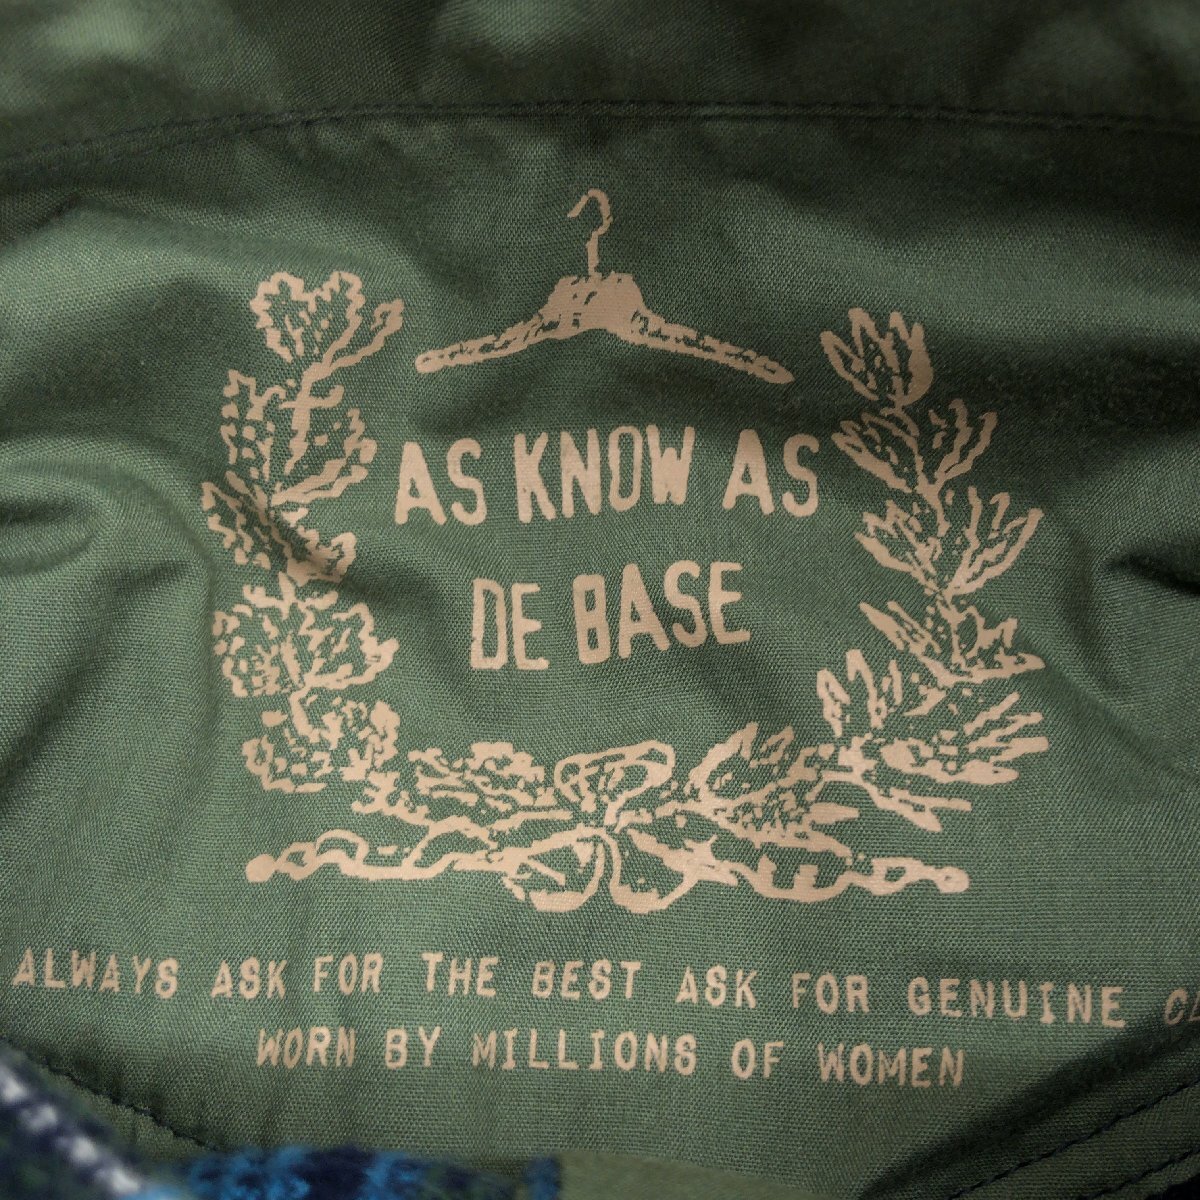 AS KNOW AS
DE BASE
ALWAYS ASK FOR THE BEST ASK FOR GENUINE
WORN BY MILLIONS OF WOMEN